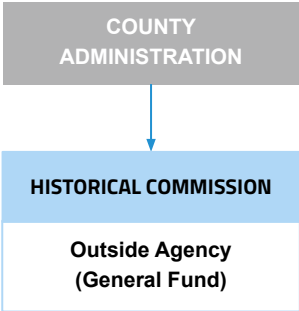 COUNTY
ADMINISTRATION
HISTORICAL COMMISSION
Outside Agency
(General Fund)